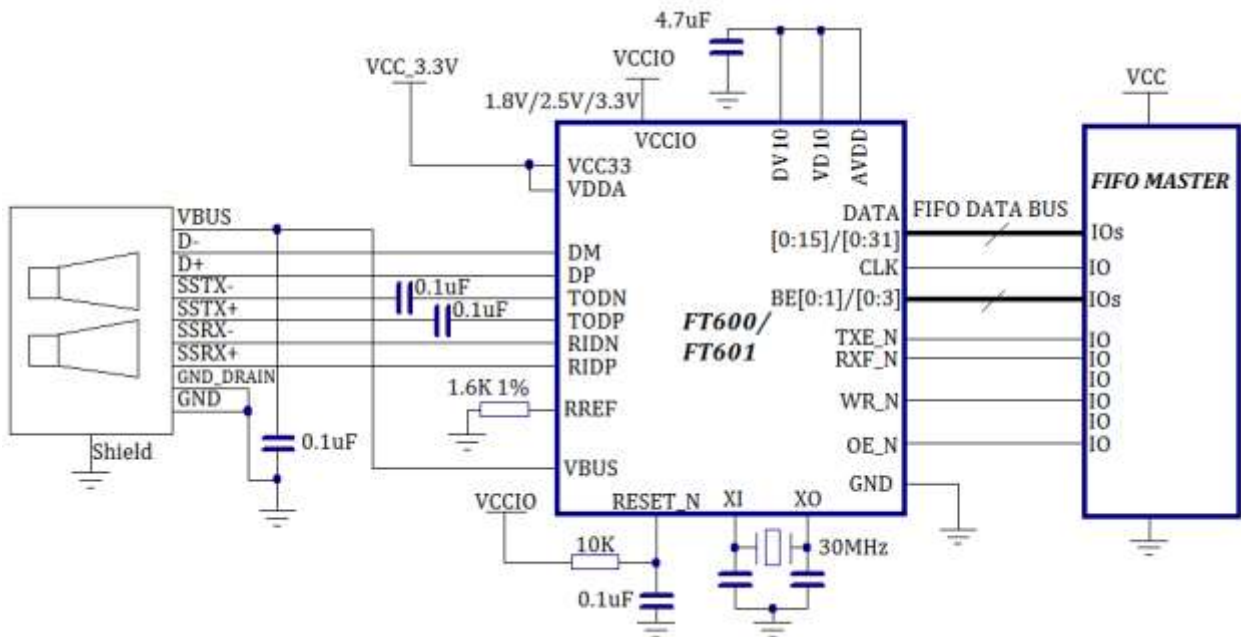 4.7uF
VCCIO
VCC_3.3V
VCC
1.8V/2.5V/3.3V
VCCIO
DV10
VD10
AVDD
VCC33
VDDA
FIFO MASTER
VBUS
DATA
FIFO DATA BUS
[0:15]/[0:31]
IOs
D-
DM
CLK
IO
D+
DP
SSTX-
0.1uF
TODN
BE[0:1]/[0:3]
IOs
SSTX+
0.1uF
TODP
FT600/
FT601
SSRX-
RIDN
TXE_N
IO
SSRX+
RIDP
RXF_N
IO
GND_DRAIN
IO
1.6K 1%
GND
RREF
WR_N
IO
IO
Shield
0.1uF
OE_N
IO
VBUS
GND
VCCIO
RESET_N
XI
XO
10K
30MHz
0.1uF